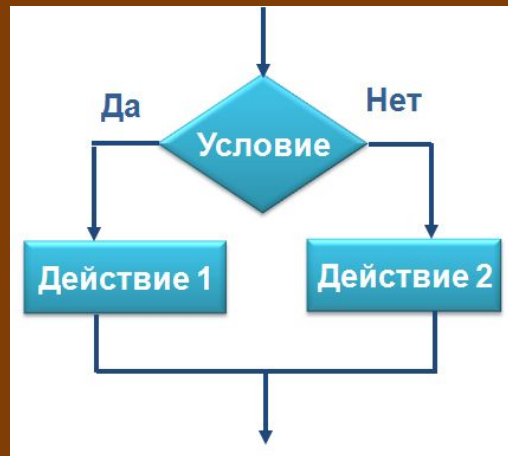 Да
Нет
Условие
Действие 1
Действие 2